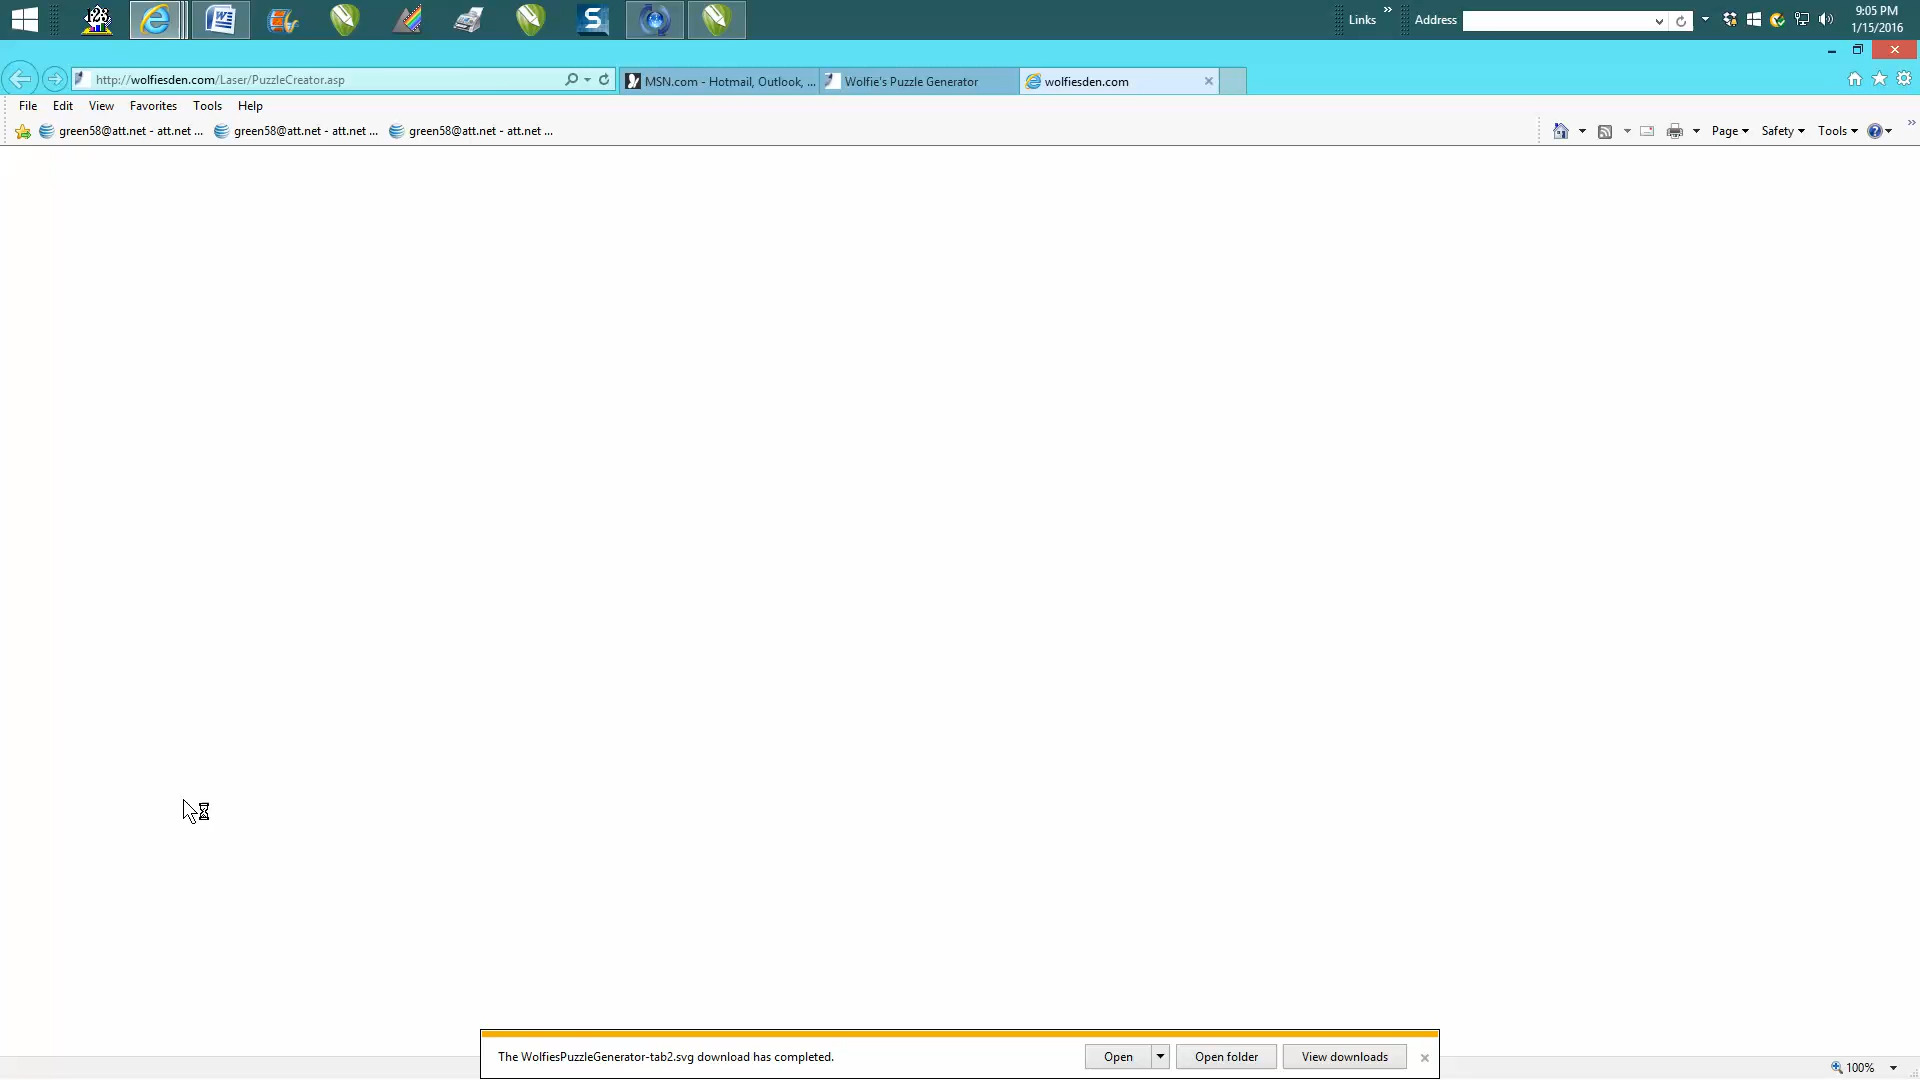 123
Links
»
Address
9:05 PM
1/15/2016
http://wolfiesden.com/Laser/PuzzleCreator.asp
MSN.com - Hotmail, Outlook, ...
Wolfie's Puzzle Generator
wolfiesden.com
File Edit View Favorites Tools Help
green58@att.net - att.net ...
green58@att.net - att.net ...
green58@att.net - att.net ...
Page
Safety
Tools
»
The WolfiesPuzzleGenerator-tab2.svg download has completed.
Open
Open folder
View downloads
100%